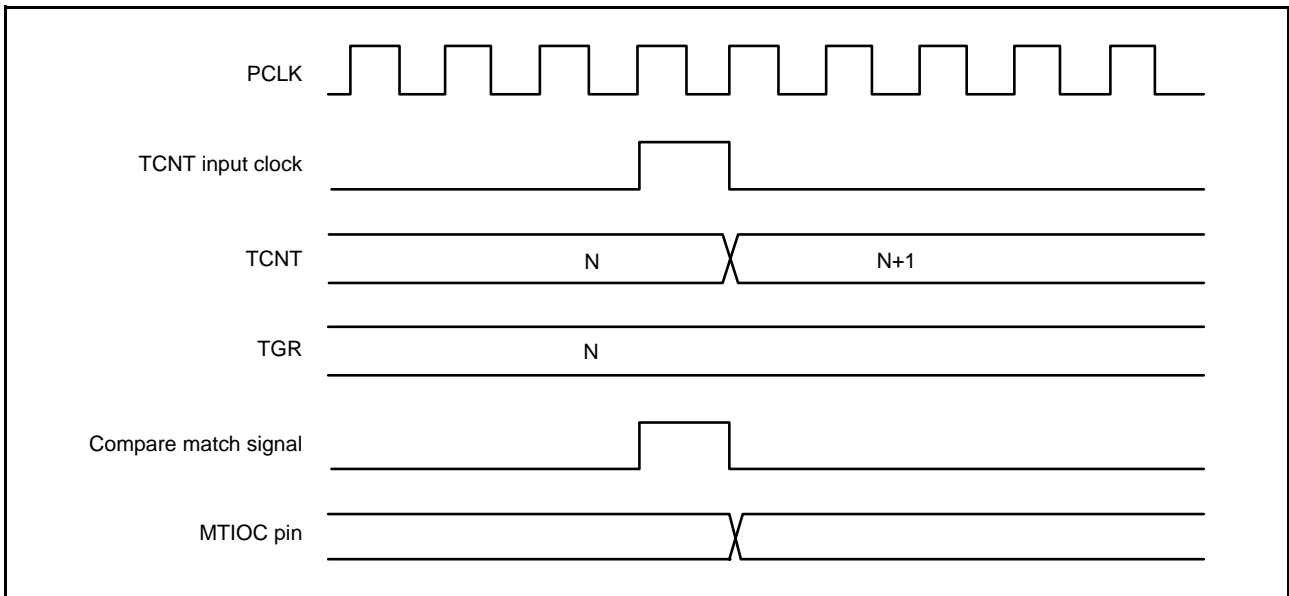 PCLK
TCNT input clock
TCNT
N
N+1
TGR
N
Compare match signal
MTIOC pin